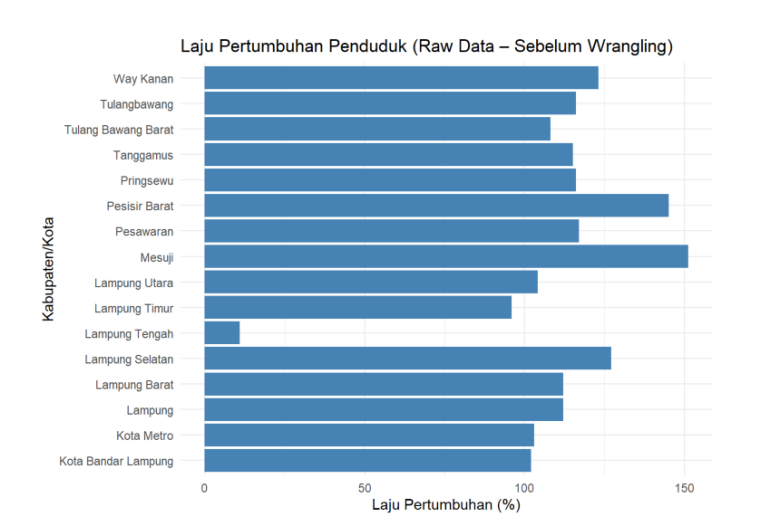 Laju Pertumbuhan Penduduk (Raw Data – Sebelum Wrangling)
Kabupaten/Kota
Way Kanan
Tulangbawang
Tulang Bawang Barat
Tanggamus
Pringsewu
Pesisir Barat
Pesawaran
Mesuji
Lampung Utara
Lampung Timur
Lampung Tengah
Lampung Selatan
Lampung Barat
Lampung
Kota Metro
Kota Bandar Lampung
0 50 100 150
Laju Pertumbuhan (%)